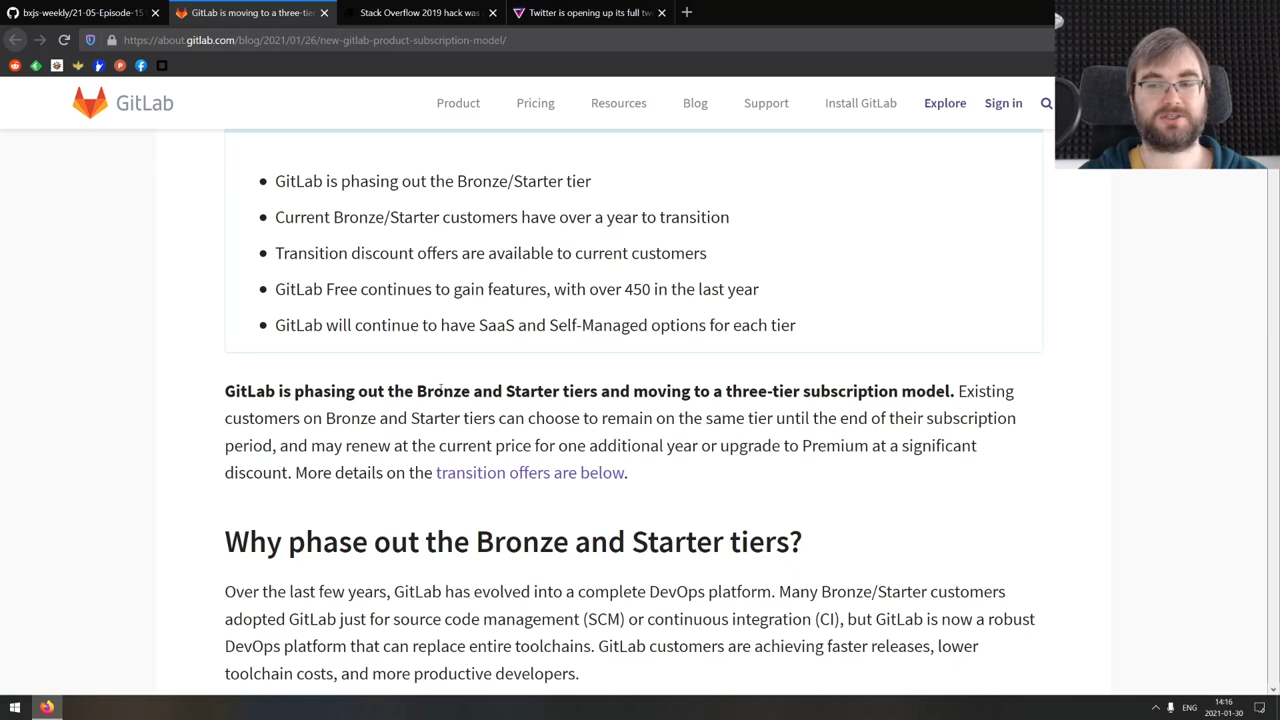 bxjs-weekly/21-05-Episode-15
GitLab is moving to a three-tie
Stack Overflow 2019 hack was
Twitter is opening up its full tw
https://about.gitlab.com/blog/2021/01/26/new-gitlab-product-subscription-model/
GitLab
Product
Pricing
Resources
Blog
Support
Install GitLab
Explore
Sign in
• GitLab is phasing out the Bronze/Starter tier
• Current Bronze/Starter customers have over a year to transition
• Transition discount offers are available to current customers
• GitLab Free continues to gain features, with over 450 in the last year
• GitLab will continue to have SaaS and Self-Managed options for each tier
GitLab is phasing out the Bronze and Starter tiers and moving to a three-tier subscription model. Existing
customers on Bronze and Starter tiers can choose to remain on the same tier until the end of their subscription
period, and may renew at the current price for one additional year or upgrade to Premium at a significant
discount. More details on the transition offers are below.
Why phase out the Bronze and Starter tiers?
Over the last few years, GitLab has evolved into a complete DevOps platform. Many Bronze/Starter customers
adopted GitLab just for source code management (SCM) or continuous integration (CI), but GitLab is now a robust
DevOps platform that can replace entire toolchains. GitLab customers are achieving faster releases, lower
toolchain costs, and more productive developers.
ENG
14:16
2021-01-30